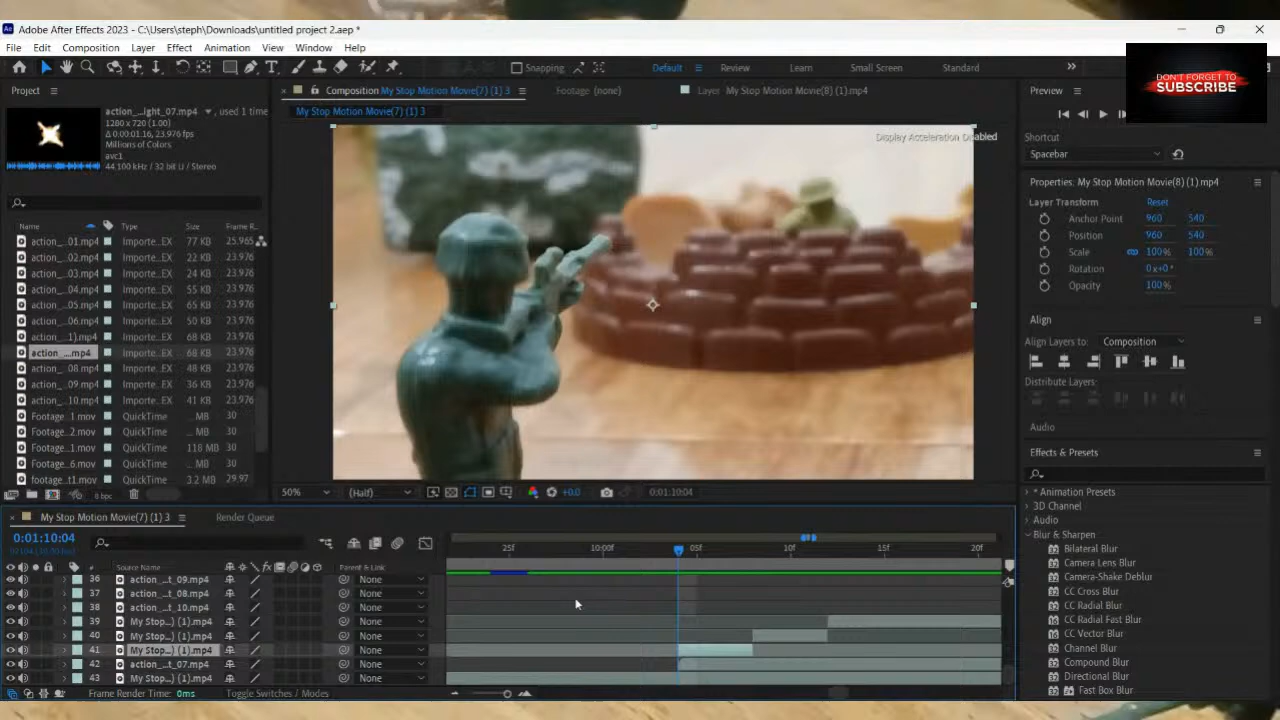 Adobe After Effects 2023 - C:\Users\steph\Downloads\untitled project 2.aep *
File Edit Composition Layer Effect Animation View Window Help
Snapping
Default Review Learn Small Screen Standard
DON'T FORGET TO
SUBSCRIBE
Project
action_...ight_07.mp4 , used 1 time
1280 x 720 (1.00)
Δ 0:00:01:16, 23.976 fps
Millions of Colors
avc1
44.100 kHz / 32 bit U / Stereo
Name Type Size Frame R...
action_...01.mp4 Importe...EX 77 KB 25.965
action_...02.mp4 Importe...EX 22 KB 23.976
action_...03.mp4 Importe...EX 24 KB 23.976
action_...04.mp4 Importe...EX 55 KB 23.976
action_...05.mp4 Importe...EX 65 KB 23.976
action_...06.mp4 Importe...EX 60 KB 23.976
action_...1).mp4 Importe...EX 68 KB 23.976
action_...mp4 Importe...EX 68 KB 23.976
action_...08.mp4 Importe...EX 48 KB 23.976
action_...09.mp4 Importe...EX 36 KB 23.976
action_...10.mp4 Importe...EX 41 KB 23.976
Footage...1.mov QuickTime ... MB 30
Footage...2.mov QuickTime ... MB 30
Footage_1.mov QuickTime 116 MB 30
Footage...6.mov QuickTime ... MB 30
footage...t1.mov QuickTime 3.2 MB 29.97
8 bpc
Composition My Stop Motion Movie(7) (1) 3
Footage (none)
Layer My Stop Motion Movie(8) (1).mp4
My Stop Motion Movie(7) (1) 3
Display Acceleration Disabled
50% (Half) +0.0 0:01:10:04
Preview
Shortcut
Spacebar
Properties: My Stop Motion Movie(8) (1).mp4
Layer Transform Reset
Anchor Point 960 540
Position 960 540
Scale 100% 100%
Rotation 0x+0°
Opacity 100%
Align
Align Layers to: Composition
Distribute Layers:
Audio
Effects & Presets
* Animation Presets
3D Channel
Audio
Blur & Sharpen
Bilateral Blur
Camera Lens Blur
Camera-Shake Deblur
CC Cross Blur
CC Radial Blur
CC Radial Fast Blur
CC Vector Blur
Channel Blur
Compound Blur
Directional Blur
Fast Box Blur
My Stop Motion Movie(7) (1) 3
Render Queue
0:01:10:04
25f 10:00f 05f 10f 15f 20f
# Source Name Parent & Link
36 action_...t_09.mp4 None
37 action_...t_08.mp4 None
38 action_...t_10.mp4 None
39 My Stop...) (1).mp4 None
40 My Stop...) (1).mp4 None
41 My Stop...) (1).mp4 None
42 action_...t_07.mp4 None
43 My Stop...) (1).mp4 None
Frame Render Time: 0ms Toggle Switches / Modes